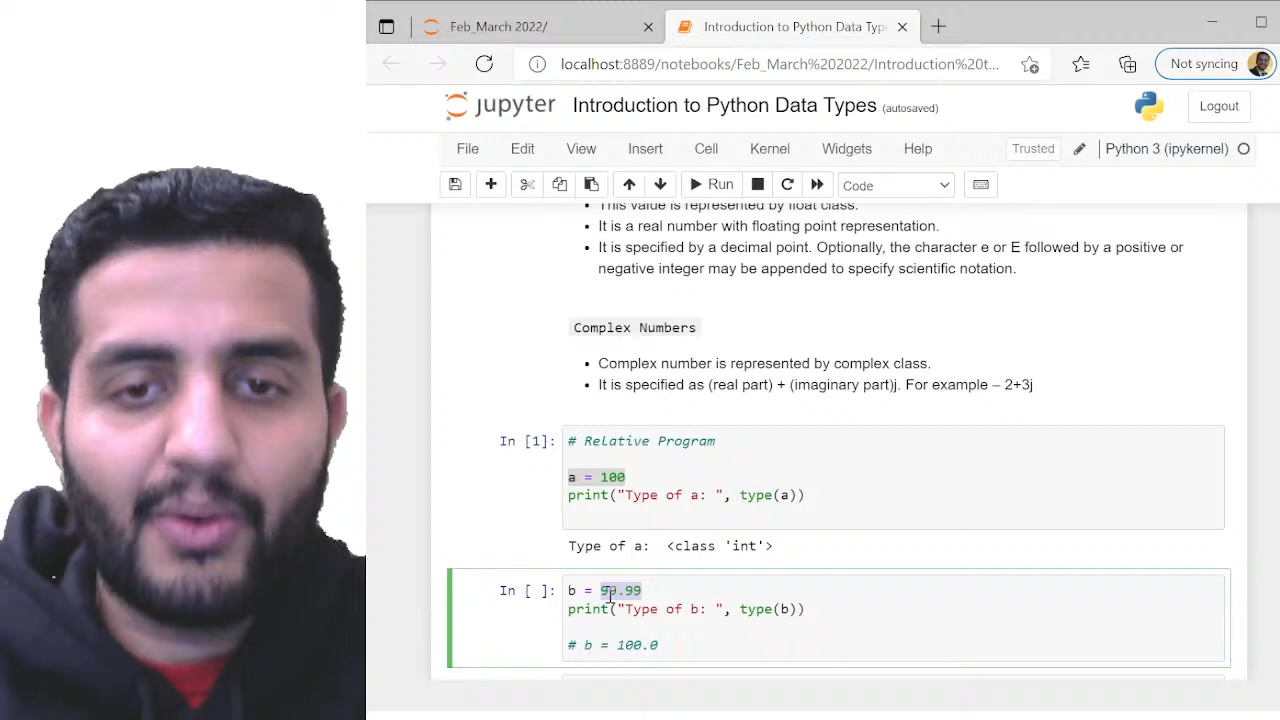 Feb_March 2022/
Introduction to Python Data Type
localhost:8889/notebooks/Feb_March%202022/Introduction%20t...
Not syncing
jupyter Introduction to Python Data Types (autosaved)
Logout
File Edit View Insert Cell Kernel Widgets Help Trusted Python 3 (ipykernel)
Run Code
• This value is represented by float class.
• It is a real number with floating point representation.
• It is specified by a decimal point. Optionally, the character e or E followed by a positive or
negative integer may be appended to specify scientific notation.
Complex Numbers
• Complex number is represented by complex class.
• It is specified as (real part) + (imaginary part)j. For example – 2+3j
In [1]: # Relative Program
a = 100
print("Type of a: ", type(a))
Type of a:  <class 'int'>
In [ ]: b = 99.99
print("Type of b: ", type(b))
# b = 100.0